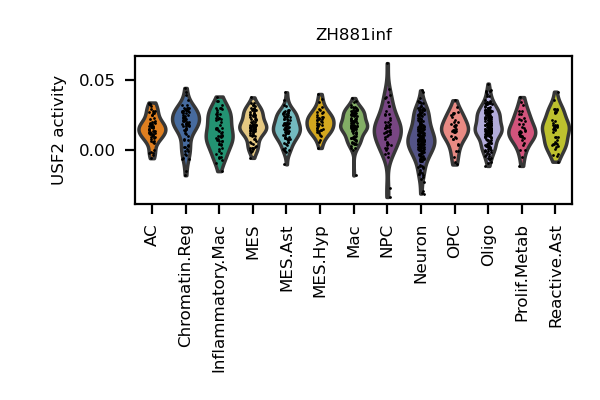 ZH881inf
USF2 activity
0.05
0.00
AC
Chromatin.Reg
Inflammatory.Mac
MES
MES.Ast
MES.Hyp
Mac
NPC
Neuron
OPC
Oligo
Prolif.Metab
Reactive.Ast